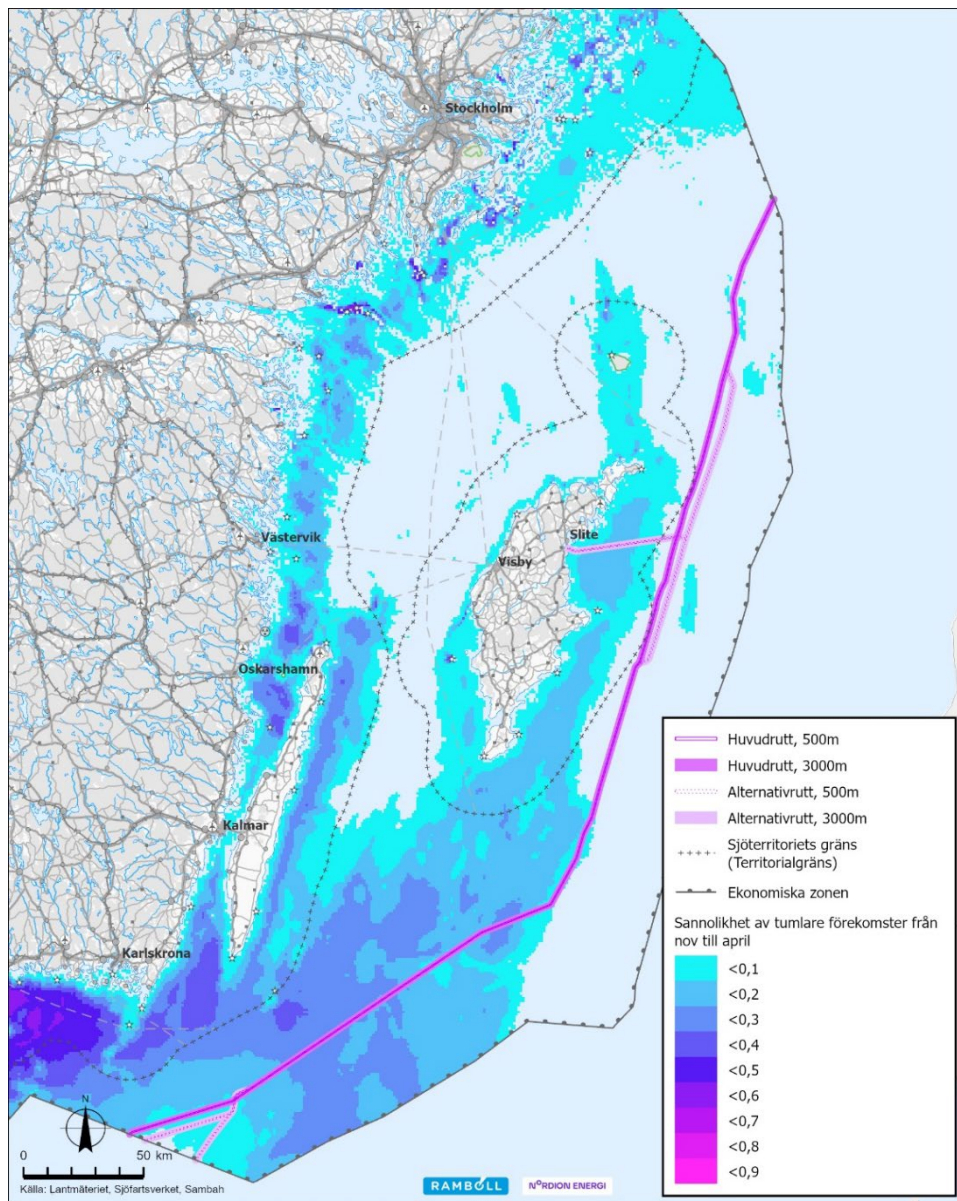 Stockholm
Västervik
Slite
Visby
Oskarshamn
Kalmar
Karlskrona
Huvudrutt, 500m
Huvudrutt, 3000m
Alternativrutt, 500m
Alternativrutt, 3000m
Sjöterritoriets gräns
(Territorialgräns)
Ekonomiska zonen
Sannolikhet av tumlare förekomster från
nov till april
<0,1
<0,2
<0,3
<0,4
<0,5
<0,6
<0,7
<0,8
<0,9
N
0 50 km
Källa: Lantmäteriet, Sjöfartsverket, Sambah
RAMBOLL NORDION ENERGI